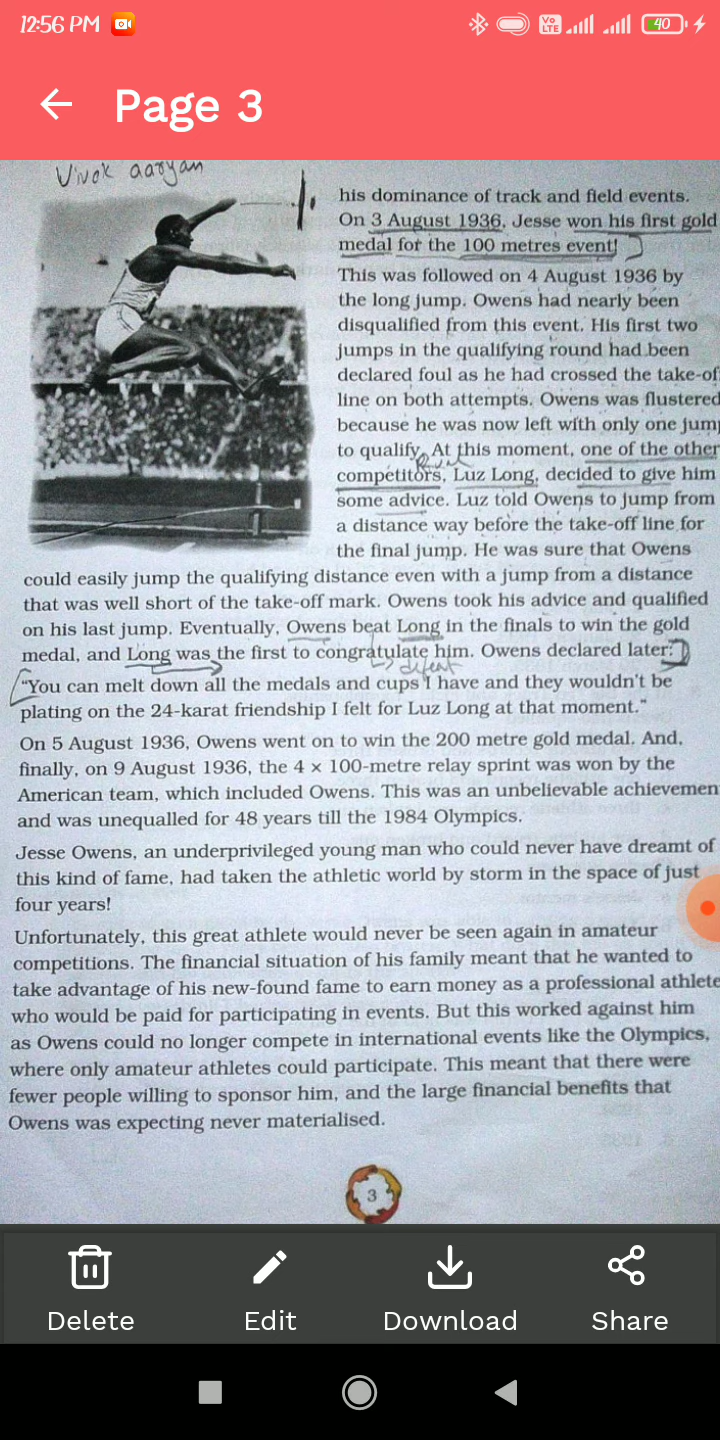 12:56 PM
Vo
LTE
40
Page 3
Vivek aaryan
his dominance of track and field events.
On 3 August 1936, Jesse won his first gold
medal for the 100 metres event!
This was followed on 4 August 1936 by
the long jump. Owens had nearly been
disqualified from this event. His first two
jumps in the qualifying round had been
declared foul as he had crossed the take-of
line on both attempts. Owens was flustered
because he was now left with only one jum
to qualify. At this moment, one of the other
competitors, Luz Long, decided to give him
some advice. Luz told Owens to jump from
a distance way before the take-off line for
the final jump. He was sure that Owens
could easily jump the qualifying distance even with a jump from a distance
that was well short of the take-off mark. Owens took his advice and qualified
on his last jump. Eventually, Owens beat Long in the finals to win the gold
medal, and Long was the first to congratulate him. Owens declared later:
defeat
"You can melt down all the medals and cups I have and they wouldn't be
plating on the 24-karat friendship I felt for Luz Long at that moment."
On 5 August 1936, Owens went on to win the 200 metre gold medal. And,
finally, on 9 August 1936, the 4 × 100-metre relay sprint was won by the
American team, which included Owens. This was an unbelievable achievemen
and was unequalled for 48 years till the 1984 Olympics.
Jesse Owens, an underprivileged young man who could never have dreamt of
this kind of fame, had taken the athletic world by storm in the space of just
four years!
Unfortunately, this great athlete would never be seen again in amateur
competitions. The financial situation of his family meant that he wanted to
take advantage of his new-found fame to earn money as a professional athlete
who would be paid for participating in events. But this worked against him
as Owens could no longer compete in international events like the Olympics,
where only amateur athletes could participate. This meant that there were
fewer people willing to sponsor him, and the large financial benefits that
Owens was expecting never materialised.
3
Delete
Edit
Download
Share